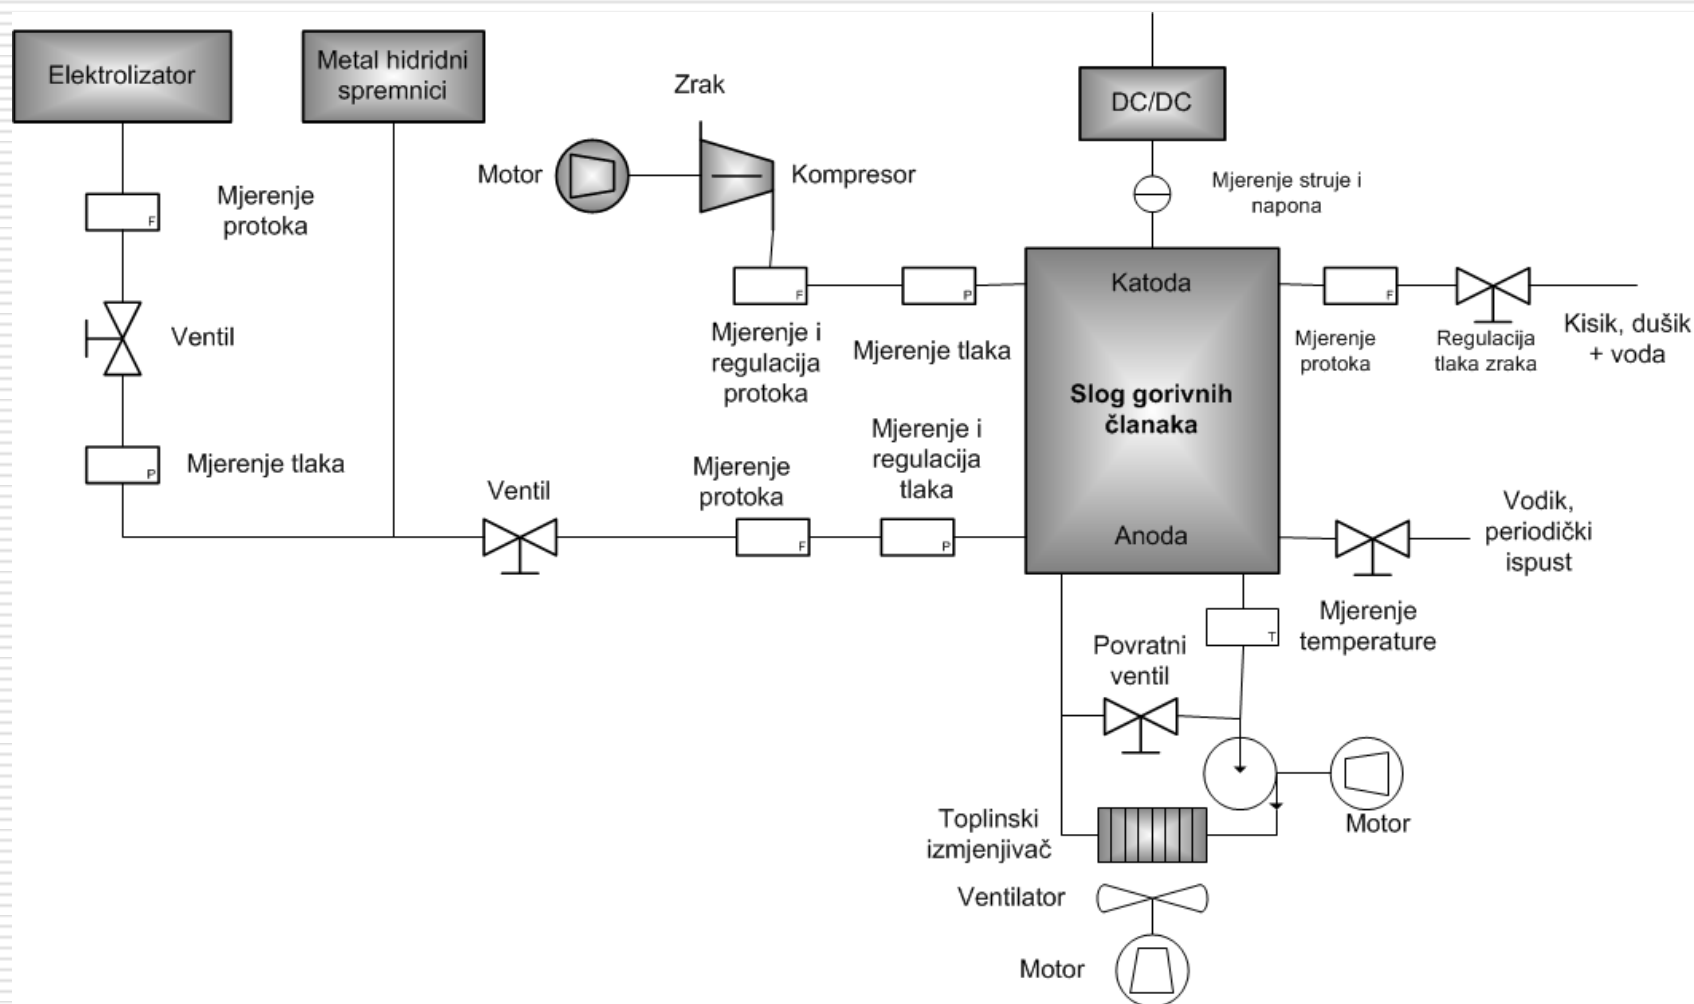 Elektrolizator
Metal hidridni
spremnici
Zrak
DC/DC
Motor
Kompresor
Mjerenje struje i
napona
Mjerenje
protoka
F
Katoda
F
P
F
Ventil
Mjerenje i
regulacija
protoka
Mjerenje tlaka
Mjerenje
protoka
Regulacija
tlaka zraka
Kisik, dušik
+ voda
Slog gorivnih
članaka
Mjerenje tlaka
P
Mjerenje
protoka
Mjerenje i
regulacija
tlaka
Ventil
F
P
Anoda
Vodik,
periodički
ispust
T
Mjerenje
temperature
Povratni
ventil
Motor
Toplinski
izmjenjivač
Ventilator
Motor